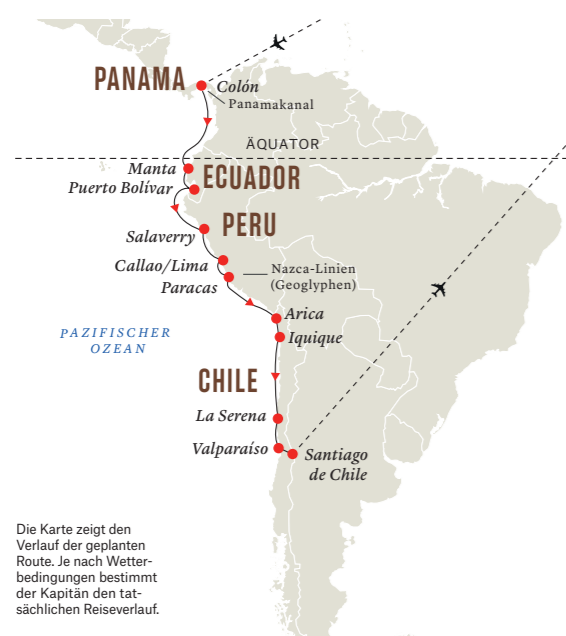 PANAMA
Colón
Panamakanal
ÄQUATOR
Manta
ECUADOR
Puerto Bolívar
PERU
Salaverry
Callao/Lima
Nazca-Linien
(Geoglyphen)
Paracas
Arica
PAZIFISCHER
OZEAN
Iquique
CHILE
La Serena
Valparaíso
Santiago
de Chile
Die Karte zeigt den
Verlauf der geplanten
Route. Je nach Wetter-
bedingungen bestimmt
der Kapitän den tat-
sächlichen Reiseverlauf.